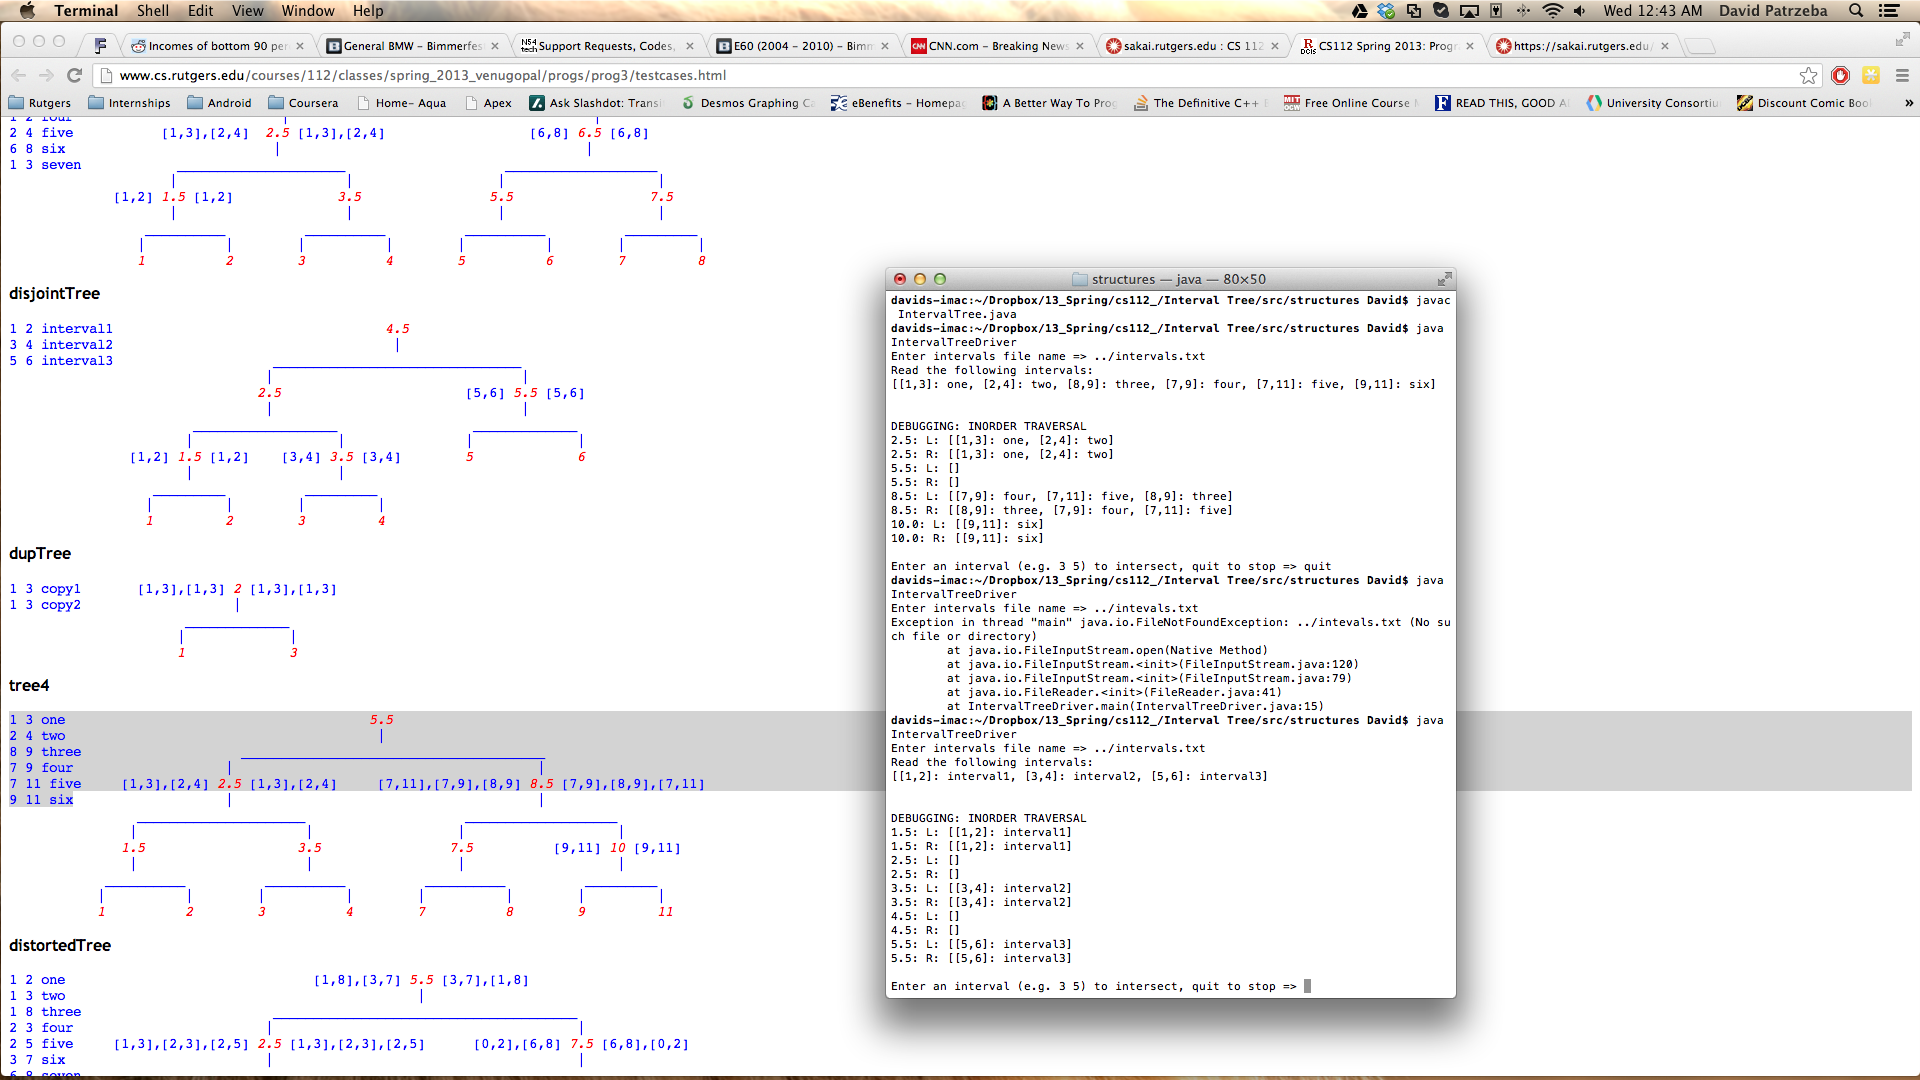 Terminal Shell Edit View Window Help Wed 12:43 AM David Patrzeba
Incomes of bottom 90 per General BMW – Bimmerfes Support Requests, Codes, E60 (2004 – 2010) – Bimm CNN.com – Breaking News sakai.rutgers.edu : CS 112 CS112 Spring 2013: Progr https://sakai.rutgers.edu/
www.cs.rutgers.edu/courses/112/classes/spring_2013_venugopal/progs/prog3/testcases.html
Rutgers Internships Android Coursera Home- Aqua Apex Ask Slashdot: Trans Desmos Graphing Ca eBenefits – Homepag A Better Way To Pro The Definitive C++ Free Online Course READ THIS, GOOD A University Consortiu Discount Comic Boo »
1 2 four
2 4 five [1,3],[2,4] 2.5 [1,3],[2,4] [6,8] 6.5 [6,8]
6 8 six
1 3 seven
[1,2] 1.5 [1,2] 3.5 5.5 7.5
1 2 3 4 5 6 7 8
disjointTree
1 2 interval1 4.5
3 4 interval2
5 6 interval3
2.5 [5,6] 5.5 [5,6]
[1,2] 1.5 [1,2] [3,4] 3.5 [3,4] 5 6
1 2 3 4
dupTree
1 3 copy1 [1,3],[1,3] 2 [1,3],[1,3]
1 3 copy2
1 3
tree4
1 3 one 5.5
2 4 two
8 9 three
7 9 four
7 11 five [1,3],[2,4] 2.5 [1,3],[2,4] [7,11],[7,9],[8,9] 8.5 [7,9],[8,9],[7,11]
9 11 six
1.5 3.5 7.5 [9,11] 10 [9,11]
1 2 3 4 7 8 9 11
distortedTree
1 2 one [1,8],[3,7] 5.5 [3,7],[1,8]
1 3 two
1 8 three
2 3 four
2 5 five [1,3],[2,3],[2,5] 2.5 [1,3],[2,3],[2,5] [0,2],[6,8] 7.5 [6,8],[0,2]
3 7 six
6 8 seven
structures — java — 80×50
davids-imac:~/Dropbox/13_Spring/cs112_/Interval Tree/src/structures David$ javac
IntervalTree.java
davids-imac:~/Dropbox/13_Spring/cs112_/Interval Tree/src/structures David$ java
IntervalTreeDriver
Enter intervals file name => ../intervals.txt
Read the following intervals:
[[1,3]: one, [2,4]: two, [8,9]: three, [7,9]: four, [7,11]: five, [9,11]: six]
DEBUGGING: INORDER TRAVERSAL
2.5: L: [[1,3]: one, [2,4]: two]
2.5: R: [[1,3]: one, [2,4]: two]
5.5: L: []
5.5: R: []
8.5: L: [[7,9]: four, [7,11]: five, [8,9]: three]
8.5: R: [[8,9]: three, [7,9]: four, [7,11]: five]
10.0: L: [[9,11]: six]
10.0: R: [[9,11]: six]
Enter an interval (e.g. 3 5) to intersect, quit to stop => quit
davids-imac:~/Dropbox/13_Spring/cs112_/Interval Tree/src/structures David$ java
IntervalTreeDriver
Enter intervals file name => ../intevals.txt
Exception in thread "main" java.io.FileNotFoundException: ../intevals.txt (No su
ch file or directory)
at java.io.FileInputStream.open(Native Method)
at java.io.FileInputStream.<init>(FileInputStream.java:120)
at java.io.FileInputStream.<init>(FileInputStream.java:79)
at java.io.FileReader.<init>(FileReader.java:41)
at IntervalTreeDriver.main(IntervalTreeDriver.java:15)
davids-imac:~/Dropbox/13_Spring/cs112_/Interval Tree/src/structures David$ java
IntervalTreeDriver
Enter intervals file name => ../intervals.txt
Read the following intervals:
[[1,2]: interval1, [3,4]: interval2, [5,6]: interval3]
DEBUGGING: INORDER TRAVERSAL
1.5: L: [[1,2]: interval1]
1.5: R: [[1,2]: interval1]
2.5: L: []
2.5: R: []
3.5: L: [[3,4]: interval2]
3.5: R: [[3,4]: interval2]
4.5: L: []
4.5: R: []
5.5: L: [[5,6]: interval3]
5.5: R: [[5,6]: interval3]
Enter an interval (e.g. 3 5) to intersect, quit to stop =>